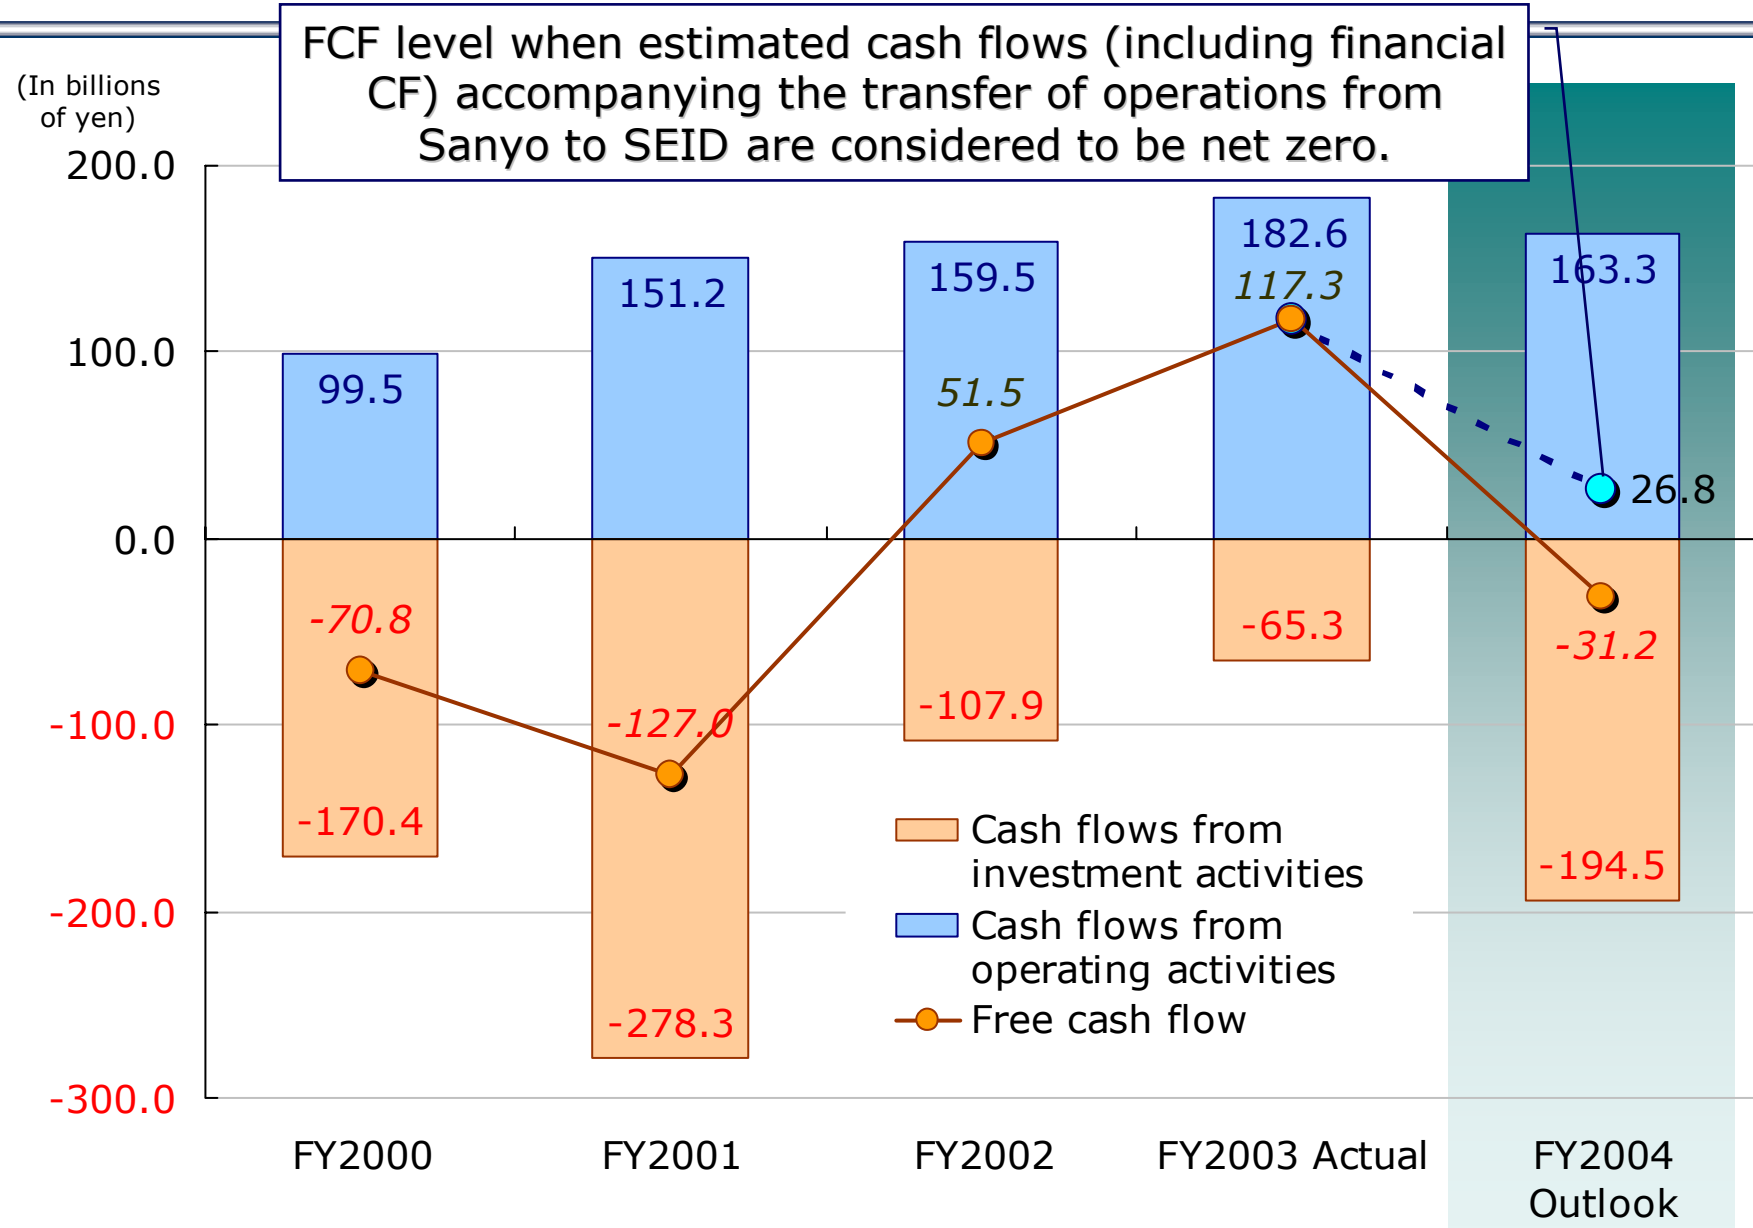 FCF level when estimated cash flows (including financial
CF) accompanying the transfer of operations from
Sanyo to SEID are considered to be net zero.
(In billions
of yen)
200.0
100.0
0.0
-100.0
-200.0
-300.0
99.5
151.2
159.5
182.6
163.3
117.3
51.5
26.8
-70.8
-127.0
-31.2
-65.3
-107.9
-170.4
-194.5
-278.3
Cash flows from
investment activities
Cash flows from
operating activities
Free cash flow
FY2000
FY2001
FY2002
FY2003 Actual
FY2004
Outlook